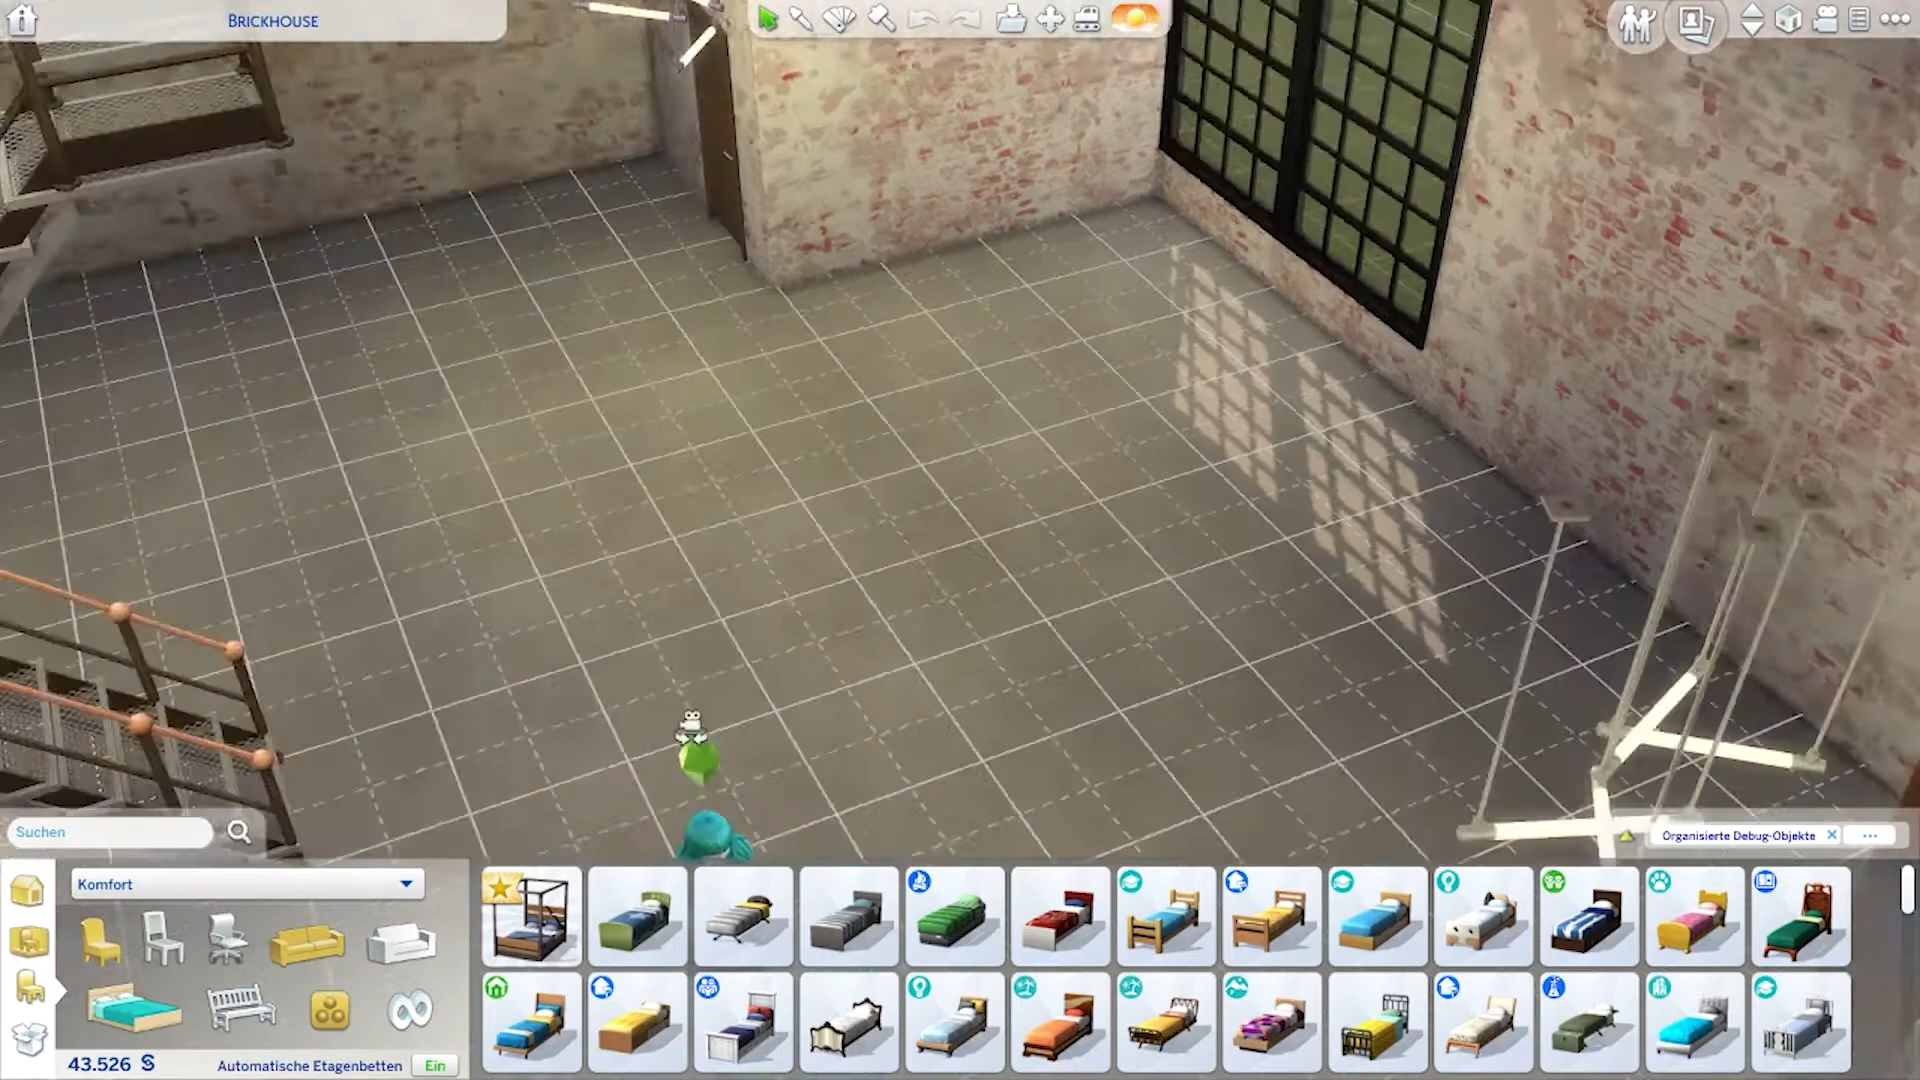 Brickhouse
Suchen
Organisierte Debug-Objekte
Komfort
43.526 §
Automatische Etagenbetten Ein